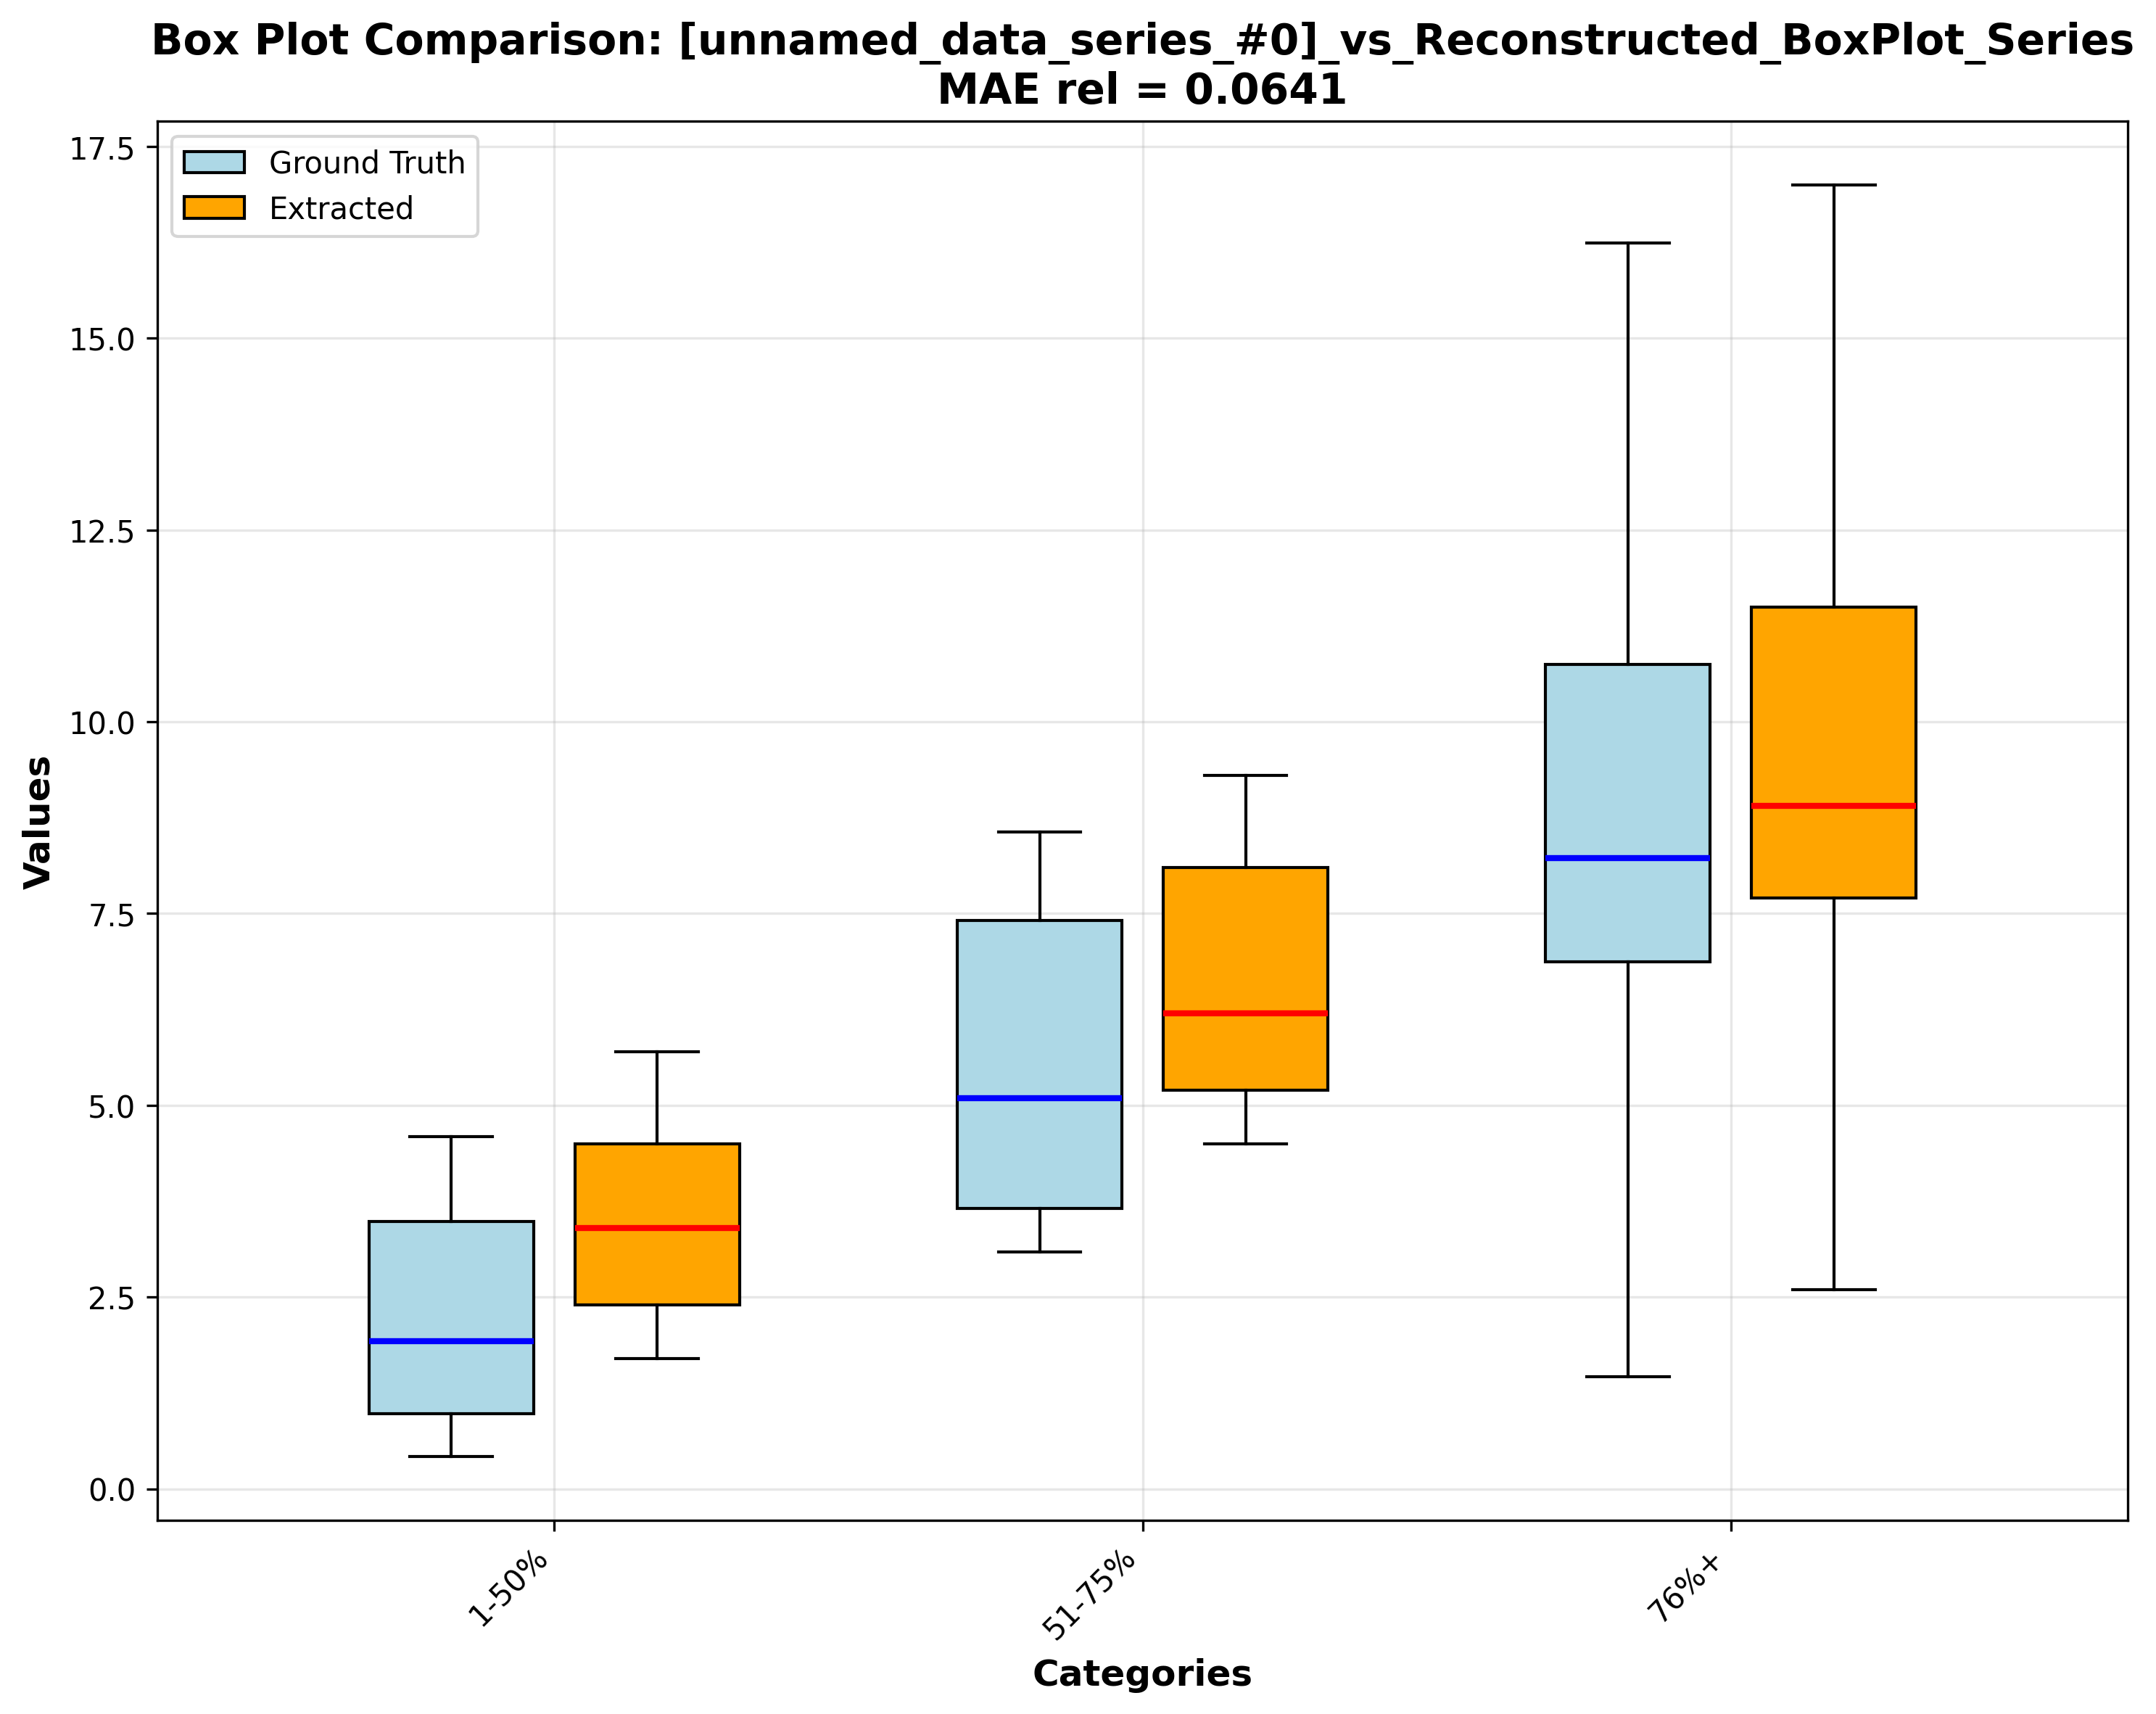 Box Plot Comparison: [unnamed_data_series_#0]_vs_Reconstructed_BoxPlot_Series
MAE rel = 0.0641
Ground Truth
Extracted
17.5
15.0
12.5
10.0
7.5
5.0
2.5
0.0
Values
1-50%
51-75%
76%+
Categories